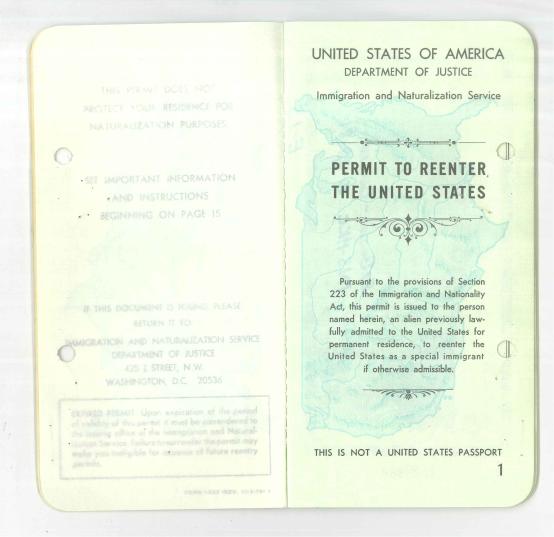 THIS PERMIT DOES NOT
PROTECT YOUR RESIDENCE FOR
NATURALIZATION PURPOSES
SEE IMPORTANT INFORMATION
AND INSTRUCTIONS
BEGINNING ON PAGE 15
IF THIS DOCUMENT IS FOUND, PLEASE
RETURN IT TO:
IMMIGRATION AND NATURALIZATION SERVICE
DEPARTMENT OF JUSTICE
425 I STREET, N.W.
WASHINGTON, D.C. 20536
EXPIRED PERMIT: Upon expiration of the period
of validity of this permit it must be surrendered to
the issuing office of the Immigration and Natural-
ization Service. Failure to surrender the permit may
make you ineligible for issuance of future reentry
permits.
UNITED STATES OF AMERICA
DEPARTMENT OF JUSTICE
Immigration and Naturalization Service
PERMIT TO REENTER
THE UNITED STATES
Pursuant to the provisions of Section
223 of the Immigration and Nationality
Act, this permit is issued to the person
named herein, an alien previously law-
fully admitted to the United States for
permanent residence, to reenter the
United States as a special immigrant
if otherwise admissible.
THIS IS NOT A UNITED STATES PASSPORT
1